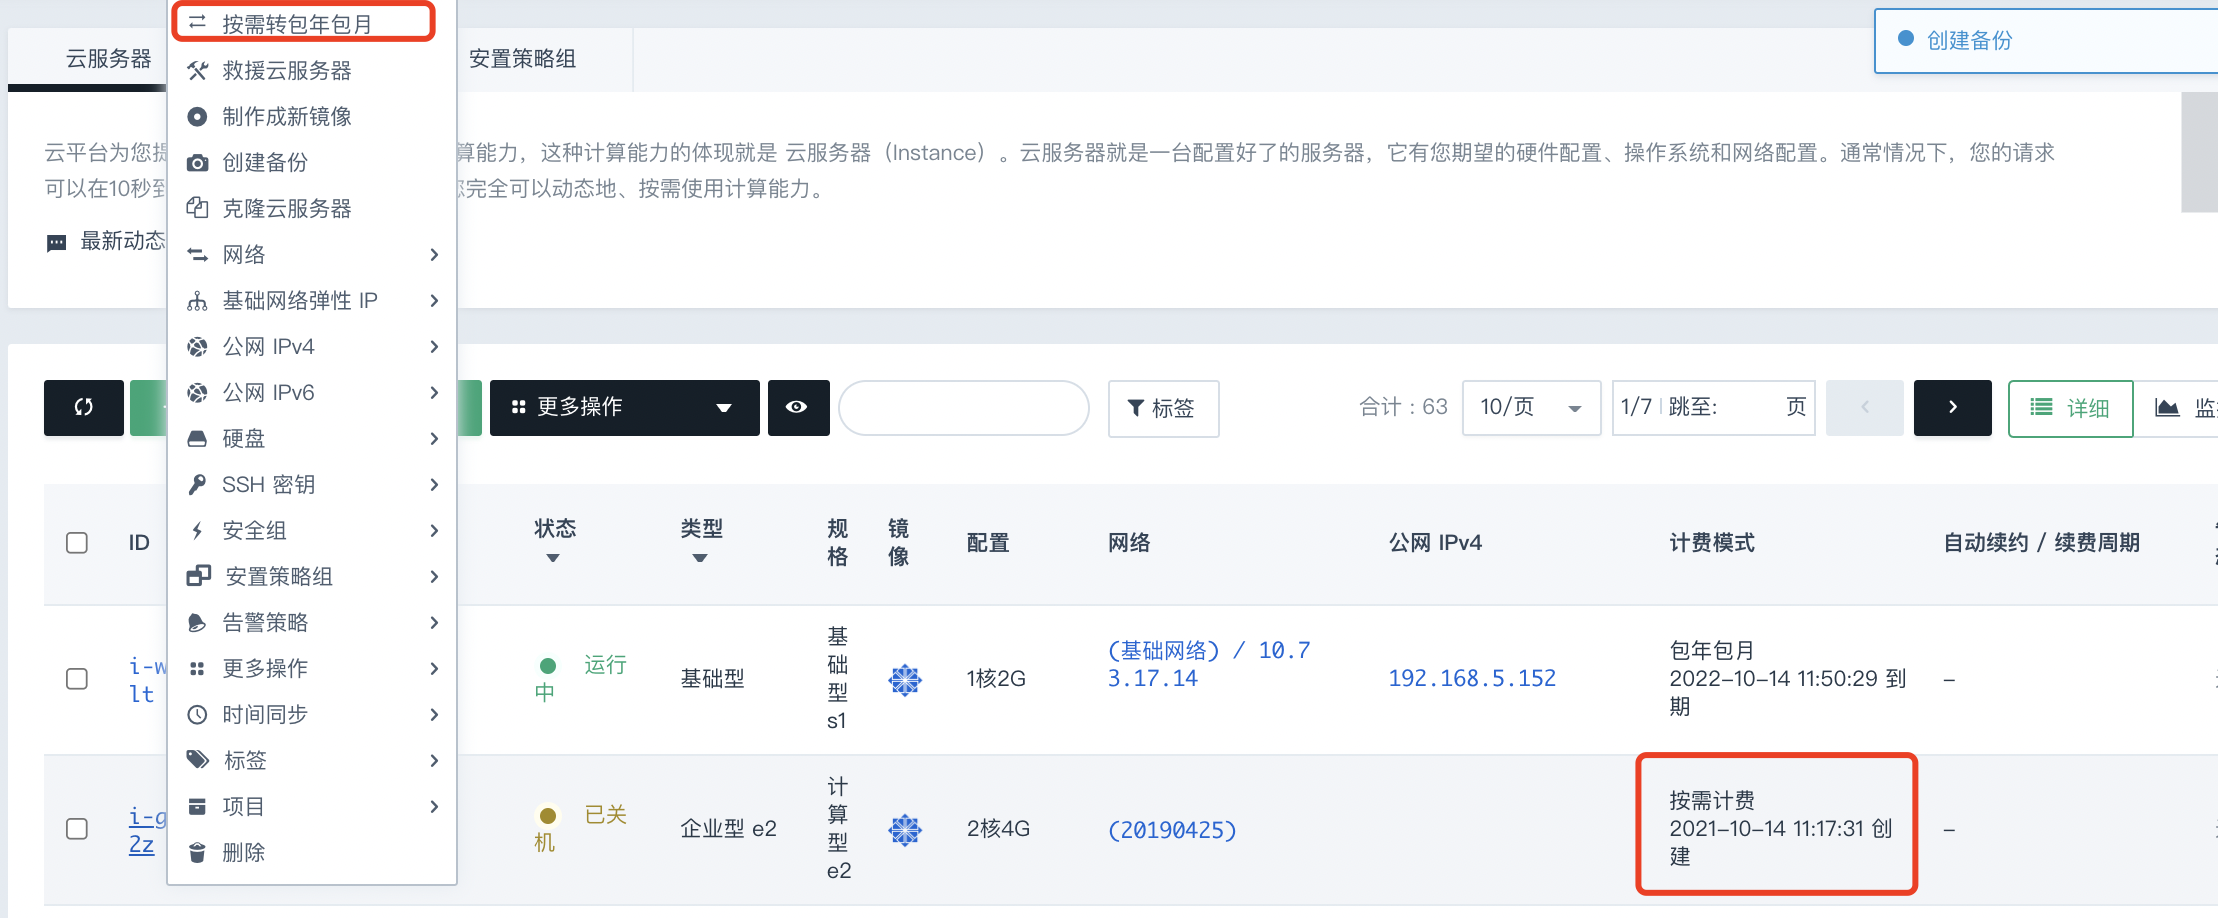 云服务器
安置策略组
创建备份
云平台为您提
算能力，这种计算能力的体现就是 云服务器（Instance）。云服务器就是一台配置好了的服务器，它有您期望的硬件配置、操作系统和网络配置。通常情况下，您的请求
可以在10秒到
您完全可以动态地、按需使用计算能力。
最新动态
按需转包年包月
救援云服务器
制作成新镜像
创建备份
克隆云服务器
网络
基础网络弹性 IP
公网 IPv4
公网 IPv6
硬盘
SSH 密钥
安全组
安置策略组
告警策略
更多操作
时间同步
标签
项目
删除
更多操作
标签
合计：63
10/页
1/7
跳至:
页
详细
监
ID
状态
类型
规格
镜像
配置
网络
公网 IPv4
计费模式
自动续约 / 续费周期
i-w
lt
运行
中
基础型
基
础
型
s1
1核2G
(基础网络) / 10.7
3.17.14
192.168.5.152
包年包月
2022-10-14 11:50:29 到
期
–
i-g
2z
已关
机
企业型 e2
计
算
型
e2
2核4G
(20190425)
按需计费
2021-10-14 11:17:31 创
建
–